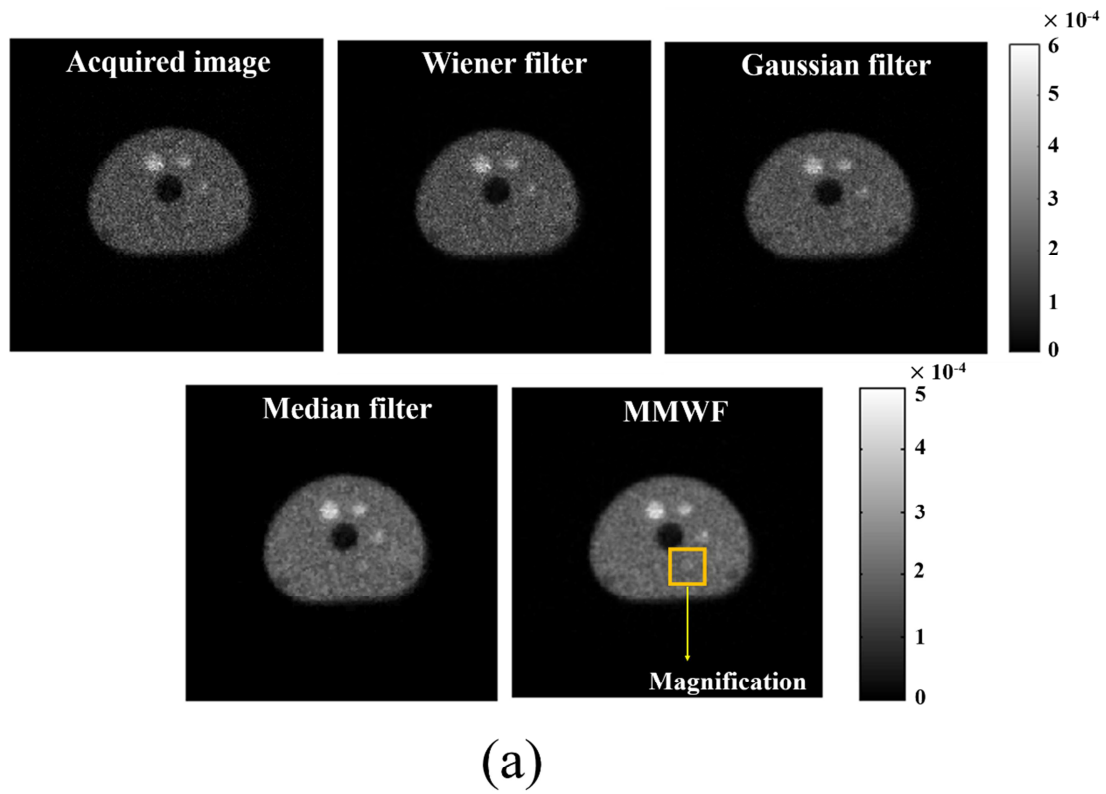 × 10⁻⁴
Acquired image
Wiener filter
Gaussian filter
6
5
4
3
2
1
0
× 10⁻⁴
Median filter
MMWF
Magnification
5
4
3
2
1
0
(a)